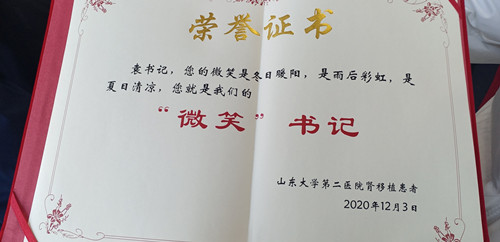 荣誉证书
袁书记，您的微笑是冬日暖阳，是雨后彩虹，是
夏日清凉，您就是我们的
“微笑”书记
山东大学第二医院肾移植患者
2020年12月3日